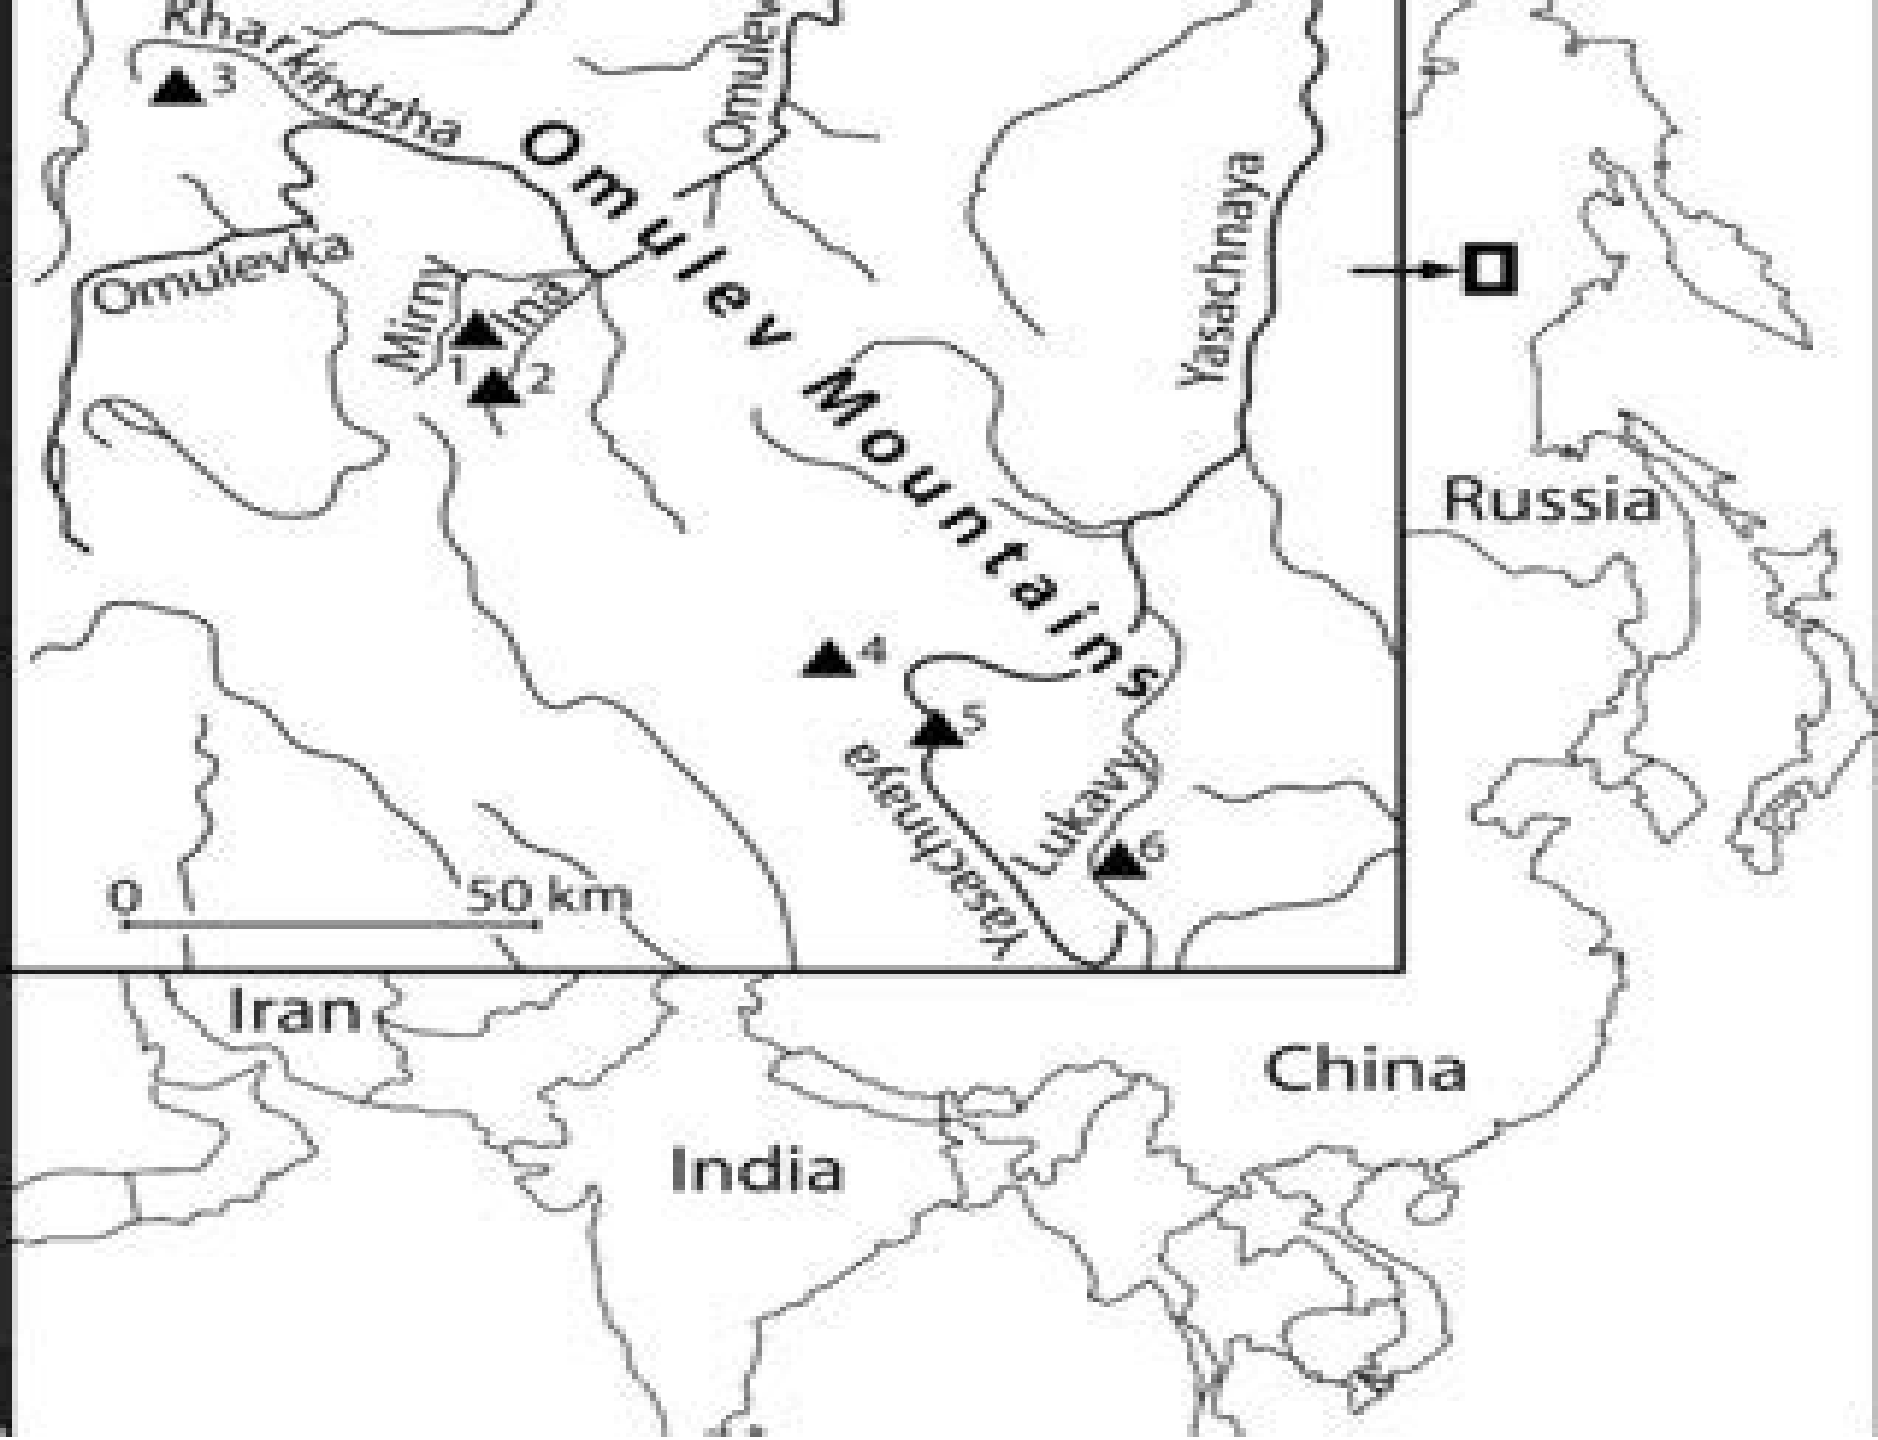 Kharkindzha
3
Omulev
Omulev Mountains
Yasachnaya
Omulevka
Mirny
Ina
1
2
Russia
4
5
Yasachnaya
Lukavy
6
0
50 km
Iran
China
India